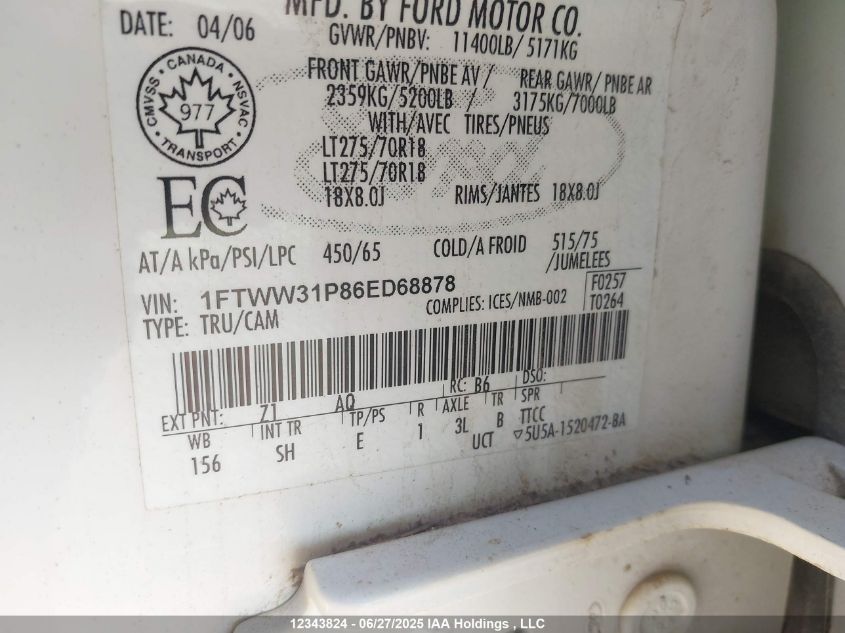 MFD. BY FORD MOTOR CO.
DATE: 04/06
GVWR/PNBV: 11400LB/ 5171KG
FRONT GAWR/PNBE AV / REAR GAWR/ PNBE AR
2359KG/5200LB / 3175KG/7000LB
WITH/AVEC TIRES/PNEUS
LT275/70R18
LT275/70R18
18X8.0J RIMS/JANTES 18X8.0J
CANADA
CMVSS NSVAC
977
TRANSPORT
EC
AT/A kPa/PSI/LPC 450/65 COLD/A FROID 515/75
/JUMELEES
VIN: 1FTWW31P86ED68878
F0257
TYPE: TRU/CAM COMPLIES: ICES/NMB-002 T0264
EXT PNT: Z1 AQ RC: B6 DSO:
WB INT TR TP/PS R AXLE TR SPR
156 SH E 1 3L B TTCC
UCT ▽5U5A-1520472-BA
12343824 - 06/27/2025 IAA Holdings , LLC